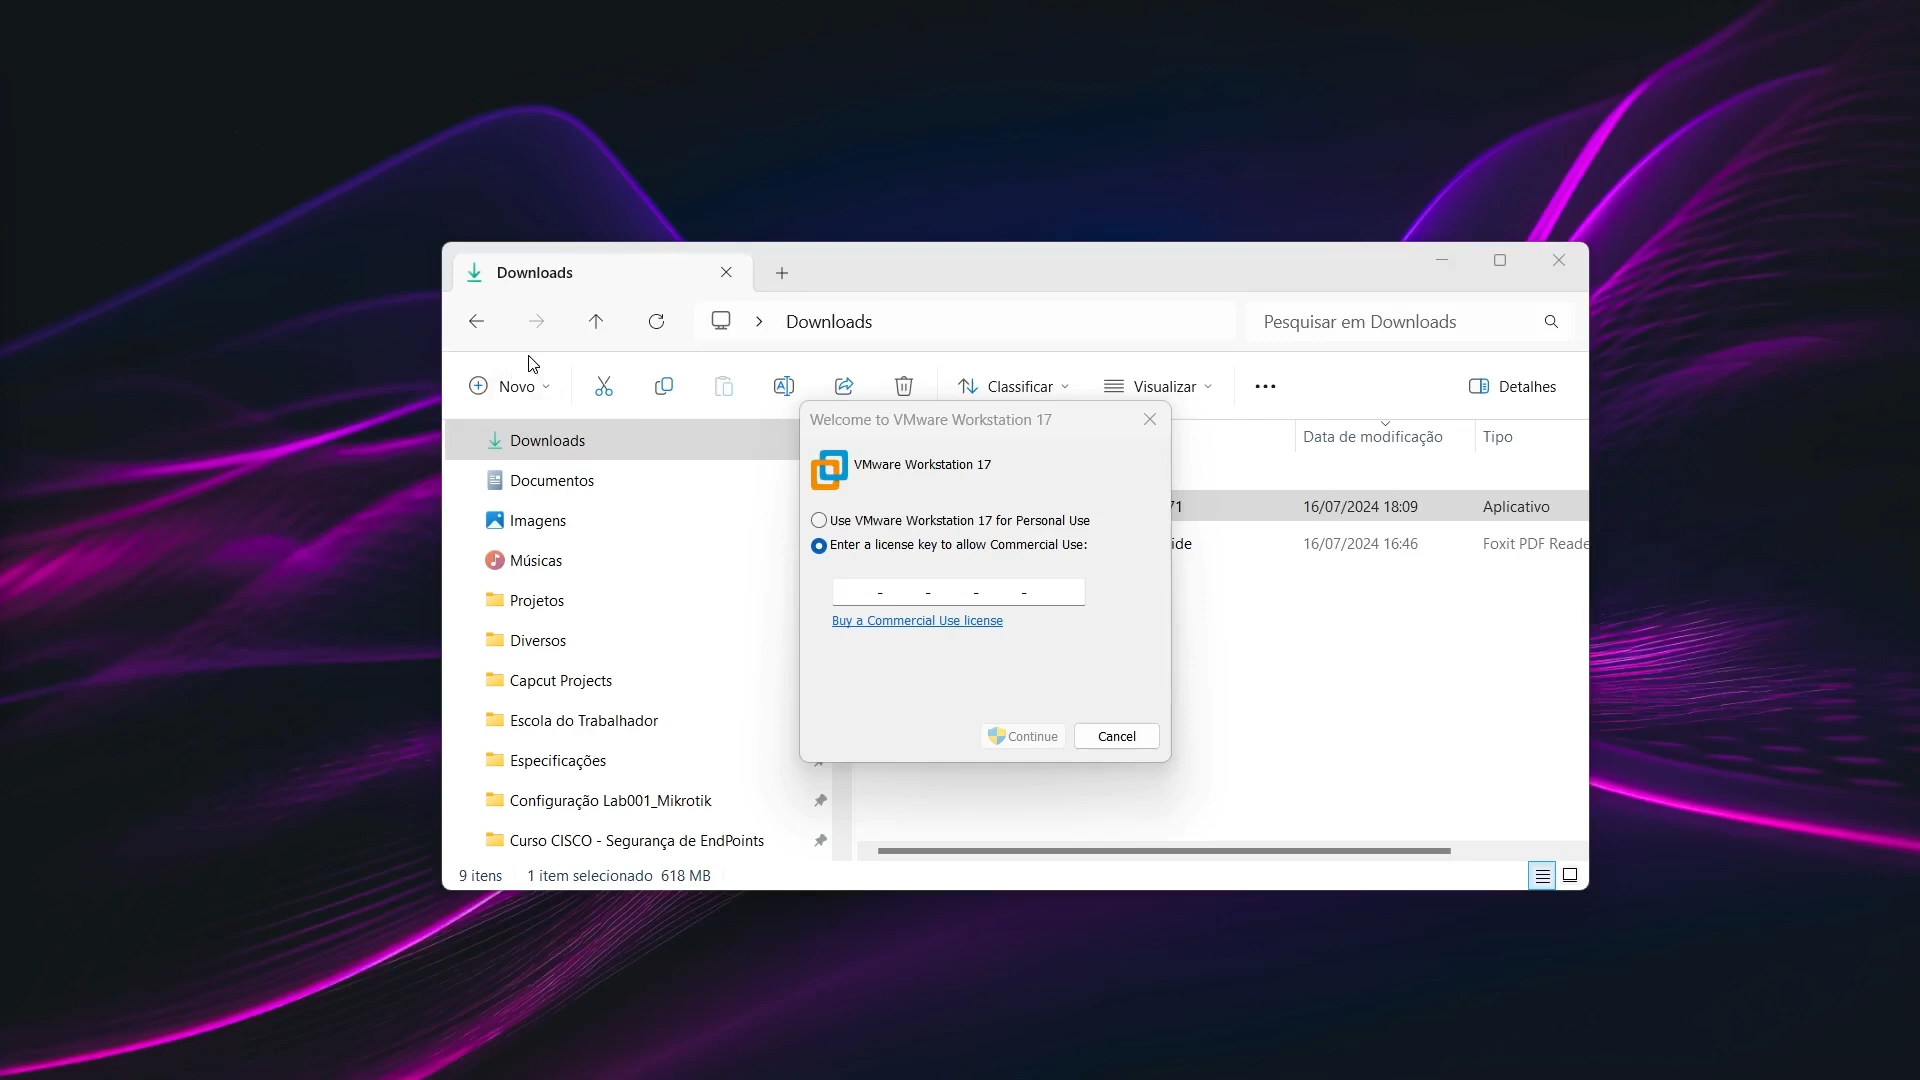 Downloads
Downloads
Pesquisar em Downloads
Novo
Classificar
Visualizar
Detalhes
Downloads
Documentos
Imagens
Músicas
Projetos
Diversos
Capcut Projects
Escola do Trabalhador
Especificações
Configuração Lab001_Mikrotik
Curso CISCO - Segurança de EndPoints
Welcome to VMware Workstation 17
VMware Workstation 17
Use VMware Workstation 17 for Personal Use
Enter a license key to allow Commercial Use:
- - - -
Buy a Commercial Use license
Continue
Cancel
Data de modificação
Tipo
71
16/07/2024 18:09
Aplicativo
ide
16/07/2024 16:46
Foxit PDF Reade
9 itens
1 item selecionado 618 MB